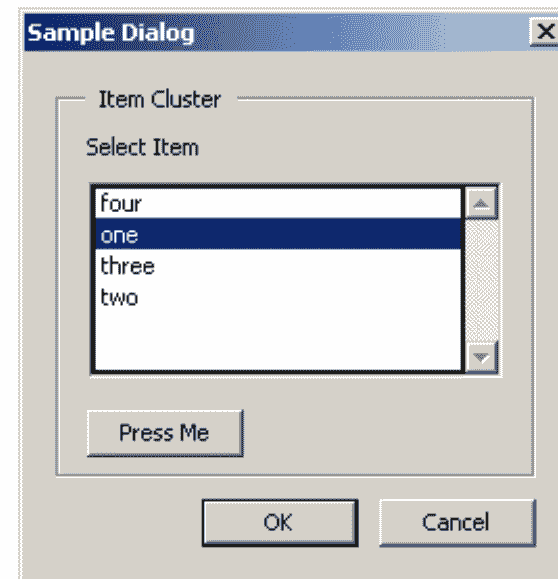 Sample Dialog
Item Cluster
Select Item
four
one
three
two
Press Me
OK
Cancel